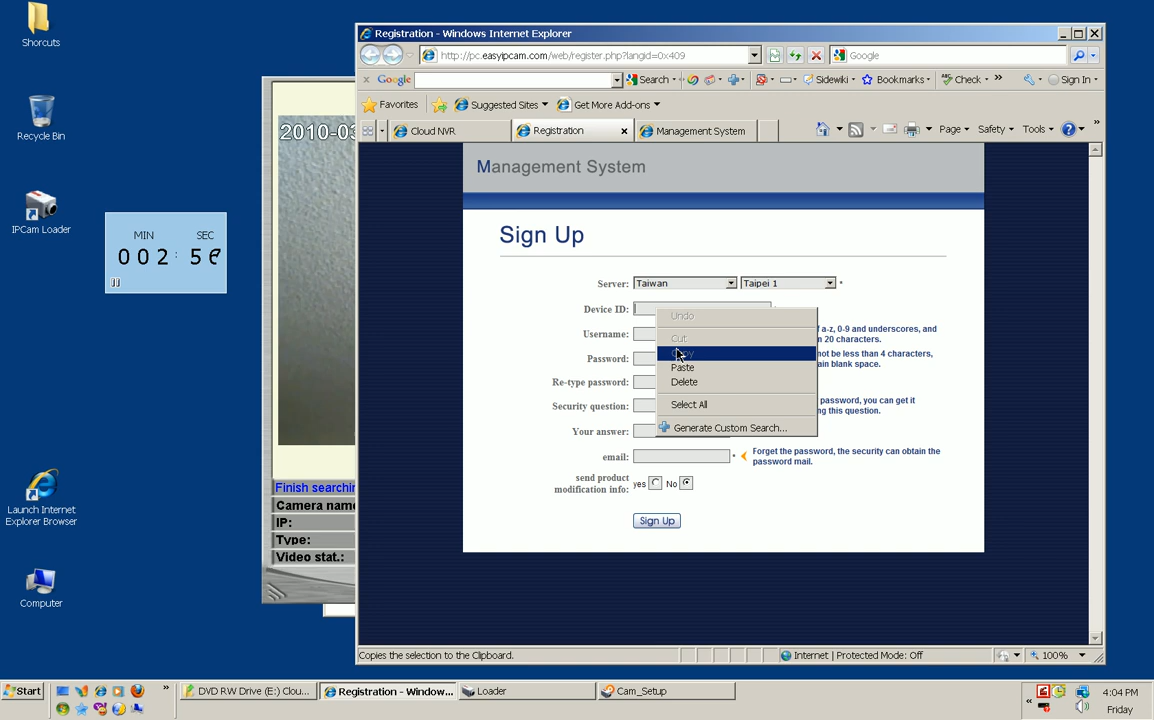 Shorcuts
Recycle Bin
IPCam Loader
MIN SEC
002 : 56
Launch Internet
Explorer Browser
Computer
2010-03
Finish searchin
Camera name
IP:
Type:
Video stat.:
Registration - Windows Internet Explorer
http://pc.easyipcam.com/web/register.php?langid=0x409
Google
Google Search Sidewiki Bookmarks Check » Sign In
Favorites Suggested Sites Get More Add-ons
Cloud NVR Registration Management System Page Safety Tools »
Management System
Sign Up
Server: Taiwan Taipei 1 *
Device ID:
Username:
Password:
Re-type password:
Security question:
Your answer:
email: *
send product
modification info: yes No
Sign Up
Undo
Cut
Copy
Paste
Delete
Select All
Generate Custom Search...
f a-z, 0-9 and underscores, and
n 20 characters.
not be less than 4 characters,
ain blank space.
password, you can get it
ng this question.
Forget the password, the security can obtain the
password mail.
Copies the selection to the Clipboard.
Internet | Protected Mode: Off
100%
Start » DVD RW Drive (E:) Clou... Registration - Window... Loader Cam_Setup «
4:04 PM
Friday